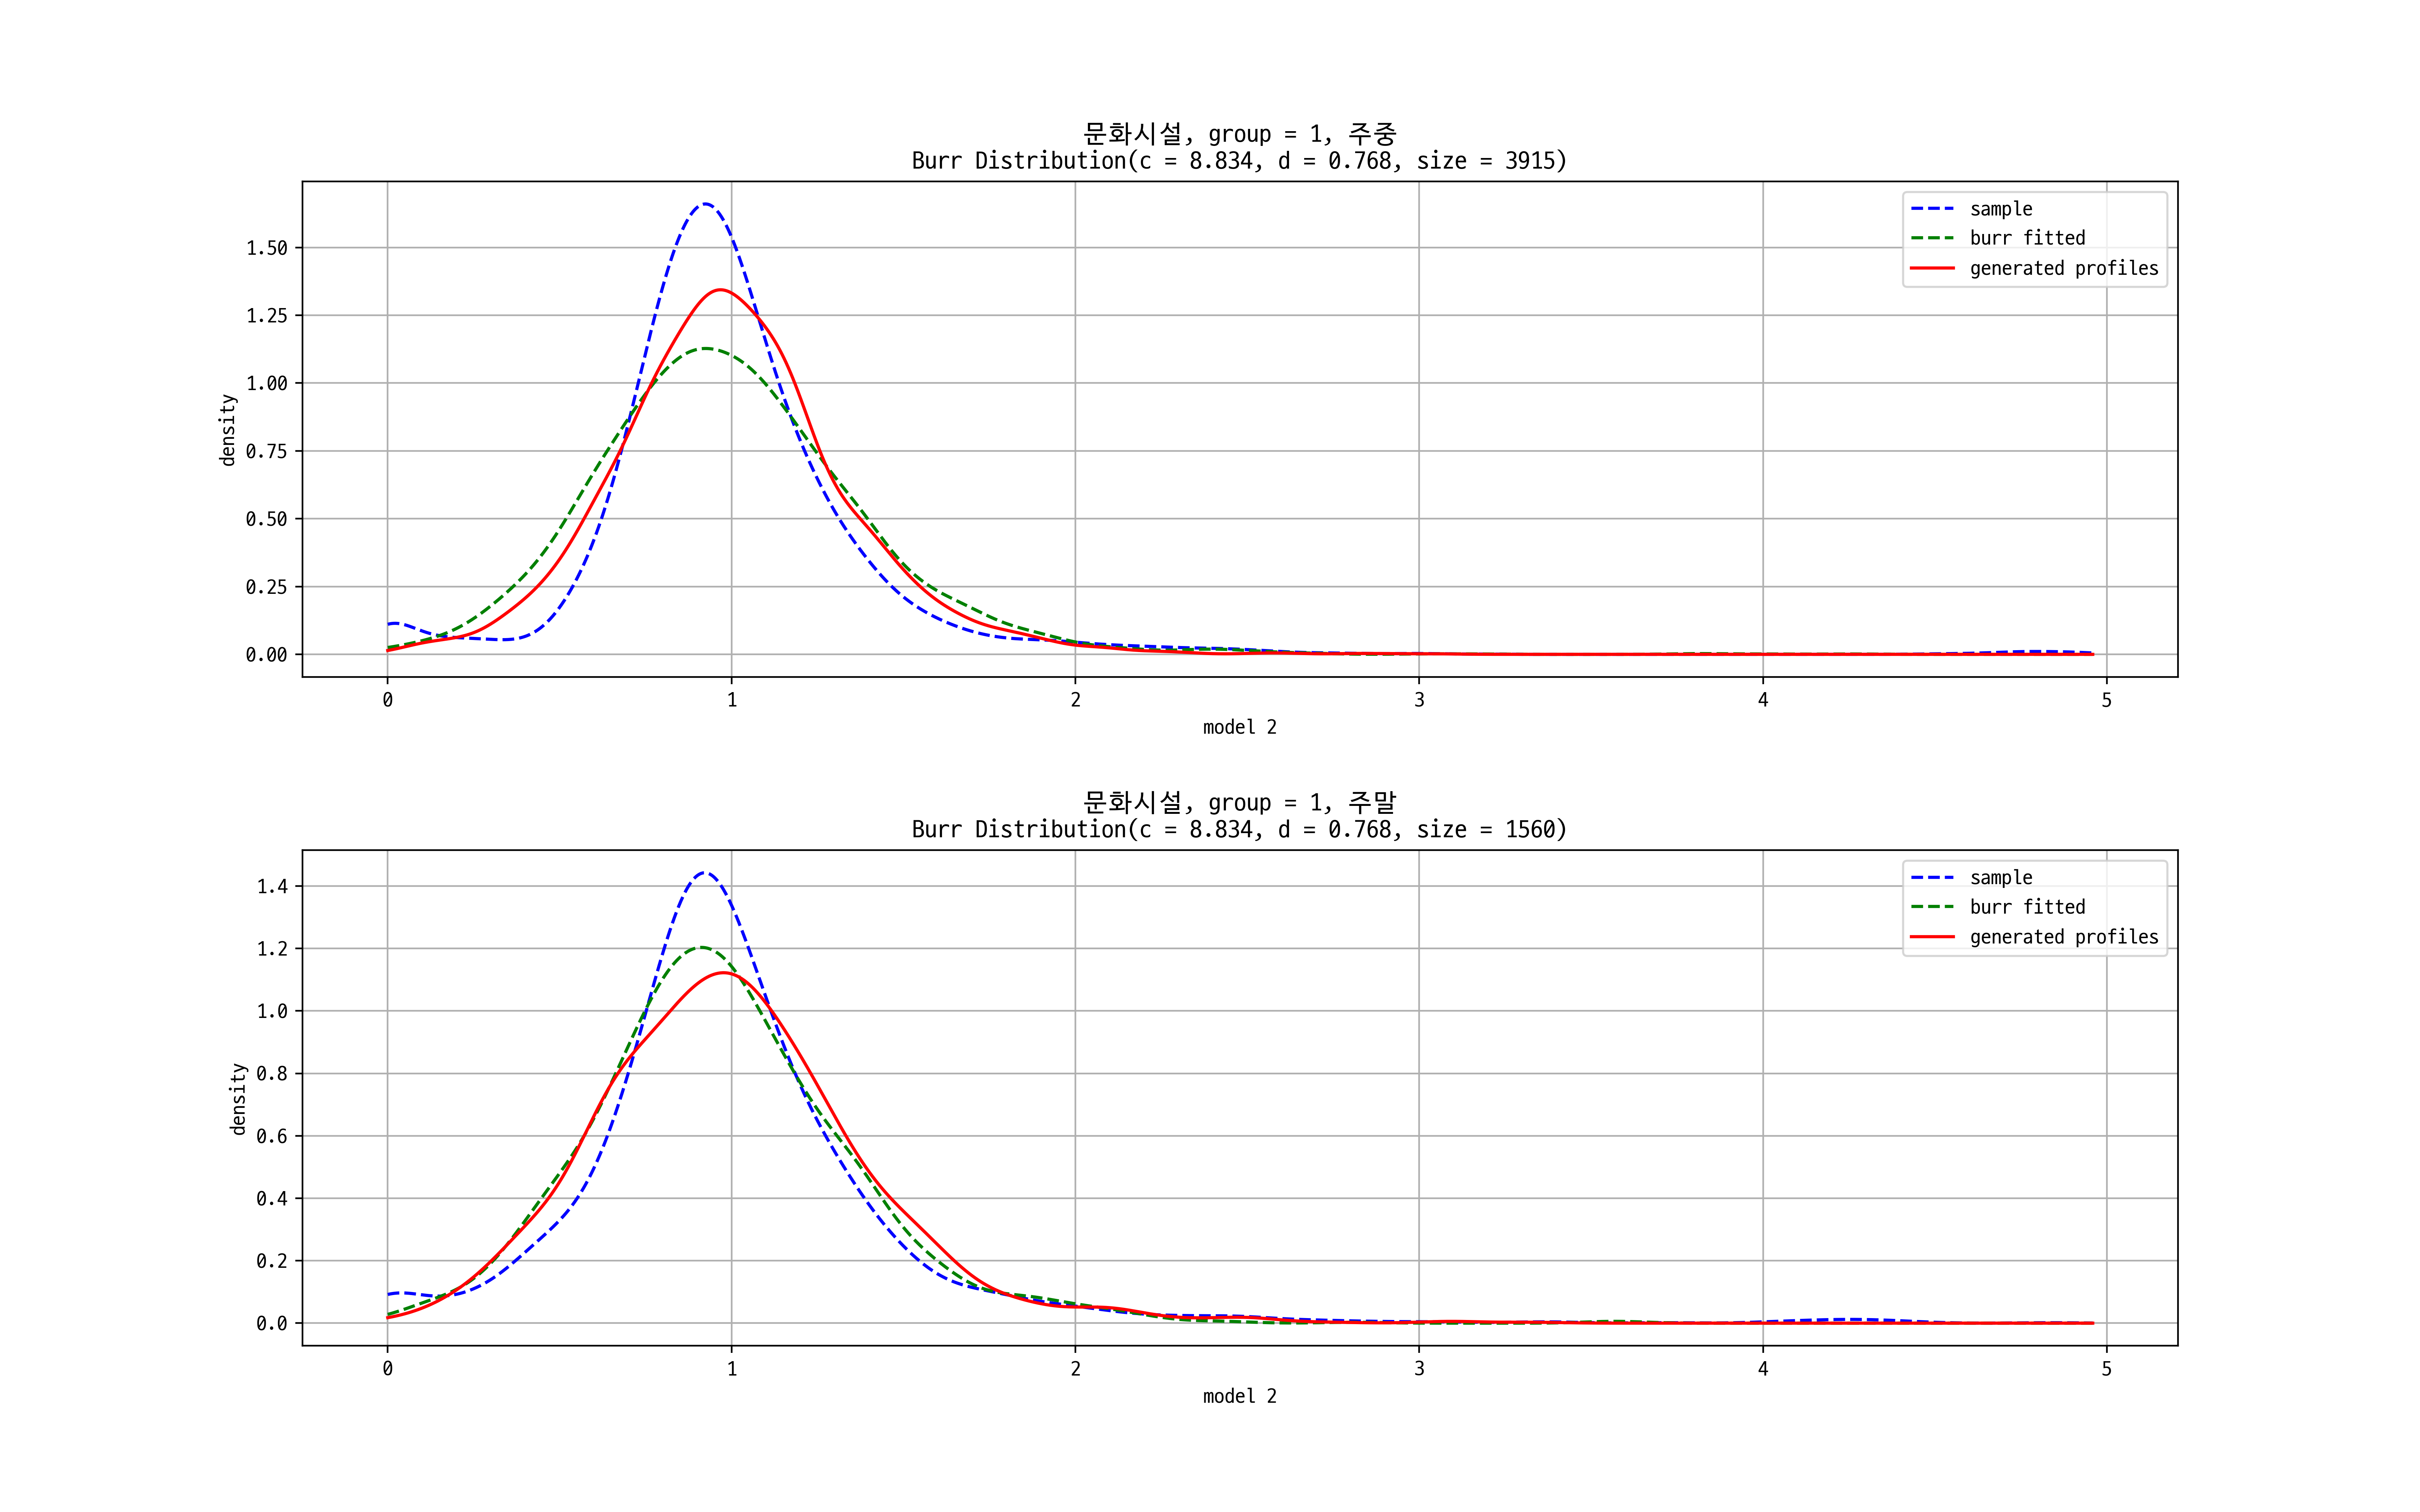 문화시설, group = 1, 주중
Burr Distribution(c = 8.834, d = 0.768, size = 3915)
sample
burr fitted
generated profiles
1.50
1.25
1.00
0.75
0.50
0.25
0.00
density
0 1 2 3 4 5
model 2
문화시설, group = 1, 주말
Burr Distribution(c = 8.834, d = 0.768, size = 1560)
sample
burr fitted
generated profiles
1.4
1.2
1.0
0.8
0.6
0.4
0.2
0.0
density
0 1 2 3 4 5
model 2